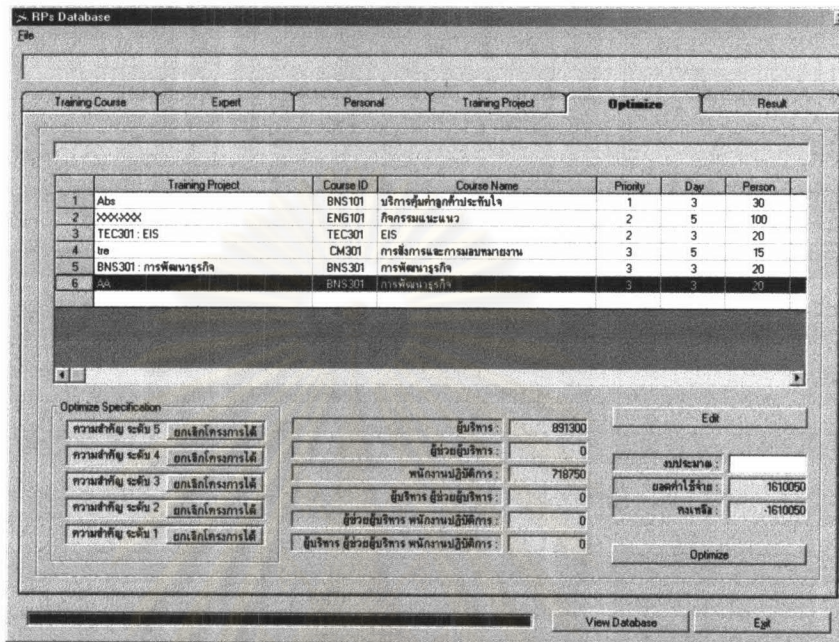 RPs Database
File
Training Course Expert Personal Training Project Optimize Result
Training Project Course ID Course Name Priority Day Person
1 Abs BNS101 บริการคุ้มค่าลูกค้าประทับใจ 1 3 30
2 XXXXXX ENG101 กิจกรรมแนะแนว 2 5 100
3 TEC301 : EIS TEC301 EIS 2 3 20
4 tre CM301 การสั่งการและการมอบหมายงาน 3 5 15
5 BNS301 : การพัฒนาธุรกิจ BNS301 การพัฒนาธุรกิจ 3 3 20
6 AA BNS301 การพัฒนาธุรกิจ 3 3 20
Optimize Specification
ความสำคัญ ระดับ 5 ยกเลิกโครงการได้
ความสำคัญ ระดับ 4 ยกเลิกโครงการได้
ความสำคัญ ระดับ 3 ยกเลิกโครงการได้
ความสำคัญ ระดับ 2 ยกเลิกโครงการได้
ความสำคัญ ระดับ 1 ยกเลิกโครงการได้
ผู้บริหาร : 891300
ผู้ช่วยผู้บริหาร : 0
พนักงานปฏิบัติการ : 718750
ผู้บริหาร ผู้ช่วยผู้บริหาร : 0
ผู้ช่วยผู้บริหาร พนักงานปฏิบัติการ : 0
ผู้บริหาร ผู้ช่วยผู้บริหาร พนักงานปฏิบัติการ : 0
Edit
งบประมาณ :
ยอดค่าใช้จ่าย : 1610050
คงเหลือ : -1610050
Optimize
View Database Exit